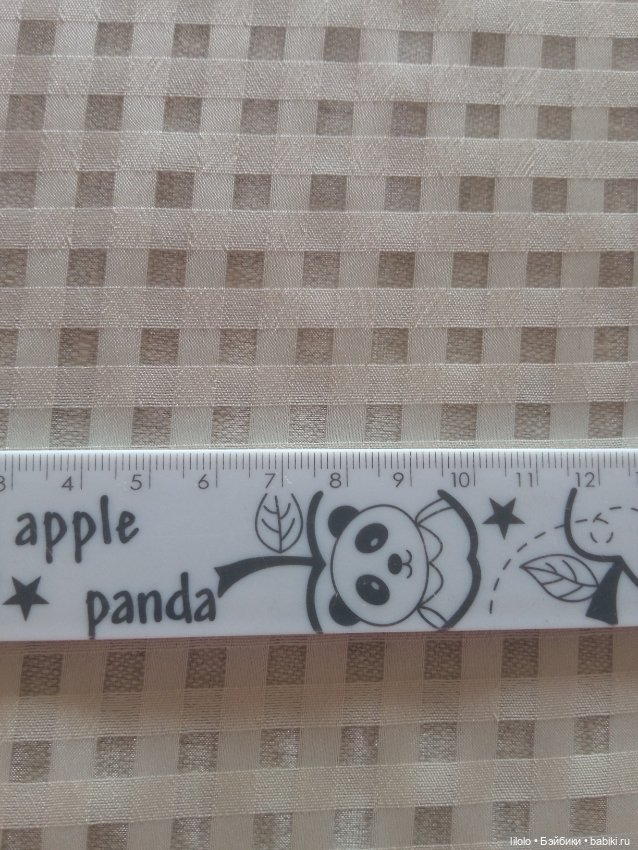 3 4 5 6 7 8 9 10 11 12
apple
panda
lilolo • Бэйбики • babiki.ru